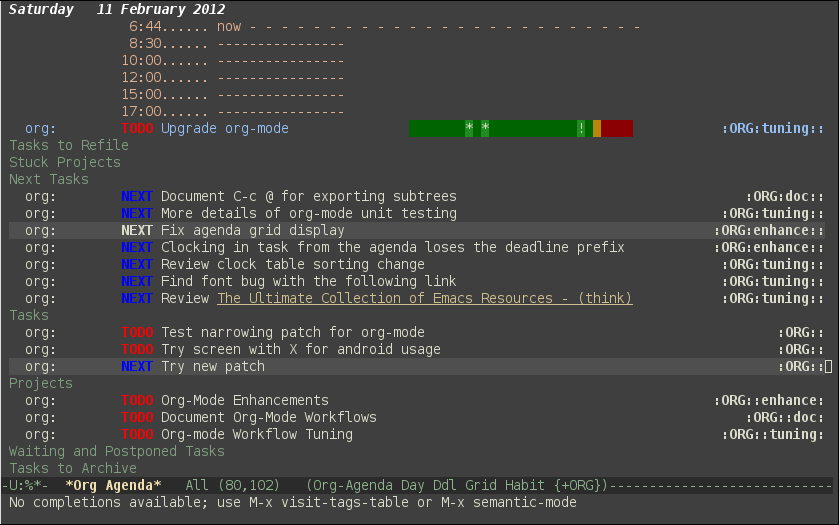 Saturday   11 February 2012
6:44...... now - - - - - - - - - - - - - - - - - - - - - - - - -
8:30...... ----------------
10:00...... ----------------
12:00...... ----------------
15:00...... ----------------
17:00...... ----------------
org:        TODO Upgrade org-mode               * *           !       :ORG:tuning::
Tasks to Refile
Stuck Projects
Next Tasks
org:        NEXT Document C-c @ for exporting subtrees       :ORG:doc::
org:        NEXT More details of org-mode unit testing       :ORG:tuning::
org:        NEXT Fix agenda grid display       :ORG:enhance::
org:        NEXT Clocking in task from the agenda loses the deadline prefix       :ORG:enhance::
org:        NEXT Review clock table sorting change       :ORG:tuning::
org:        NEXT Find font bug with the following link       :ORG:tuning::
org:        NEXT Review The Ultimate Collection of Emacs Resources - (think)       :ORG:tuning::
Tasks
org:        TODO Test narrowing patch for org-mode       :ORG::
org:        TODO Try screen with X for android usage       :ORG::
org:        NEXT Try new patch       :ORG::
Projects
org:        TODO Org-Mode Enhancements       :ORG::enhance:
org:        TODO Document Org-Mode Workflows       :ORG::doc:
org:        TODO Org-mode Workflow Tuning       :ORG::tuning:
Waiting and Postponed Tasks
Tasks to Archive
-U:%*-  *Org Agenda*   All (80,102)   (Org-Agenda Day Ddl Grid Habit {+ORG})----------------------------
No completions available; use M-x visit-tags-table or M-x semantic-mode